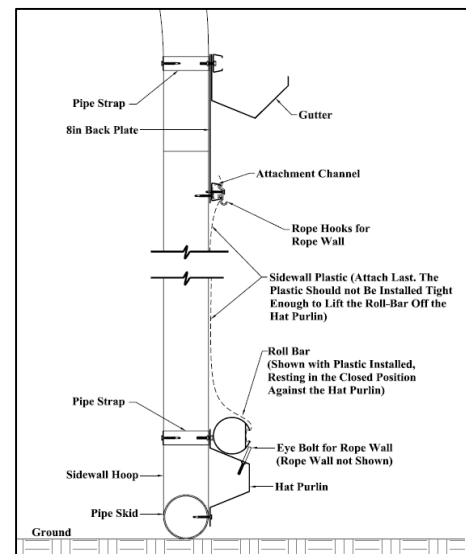 Pipe Strap
Gutter
8in Back Plate
Attachment Channel
Rope Hooks for
Rope Wall
Sidewall Plastic (Attach Last. The
Plastic Should not Be Installed Tight
Enough to Lift the Roll-Bar Off the
Hat Purlin)
Roll Bar
(Shown with Plastic Installed,
Resting in the Closed Position
Against the Hat Purlin)
Pipe Strap
Eye Bolt for Rope Wall
(Rope Wall not Shown)
Sidewall Hoop
Hat Purlin
Pipe Skid
Ground